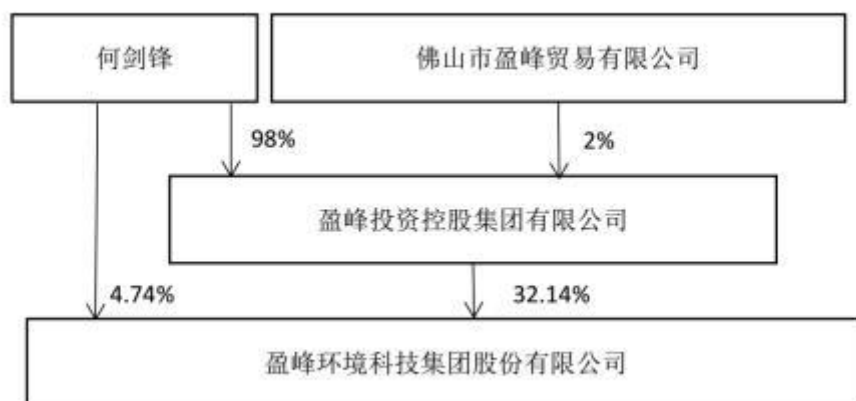 何剑锋
佛山市盈峰贸易有限公司
98%
2%
盈峰投资控股集团有限公司
4.74%
32.14%
盈峰环境科技集团股份有限公司